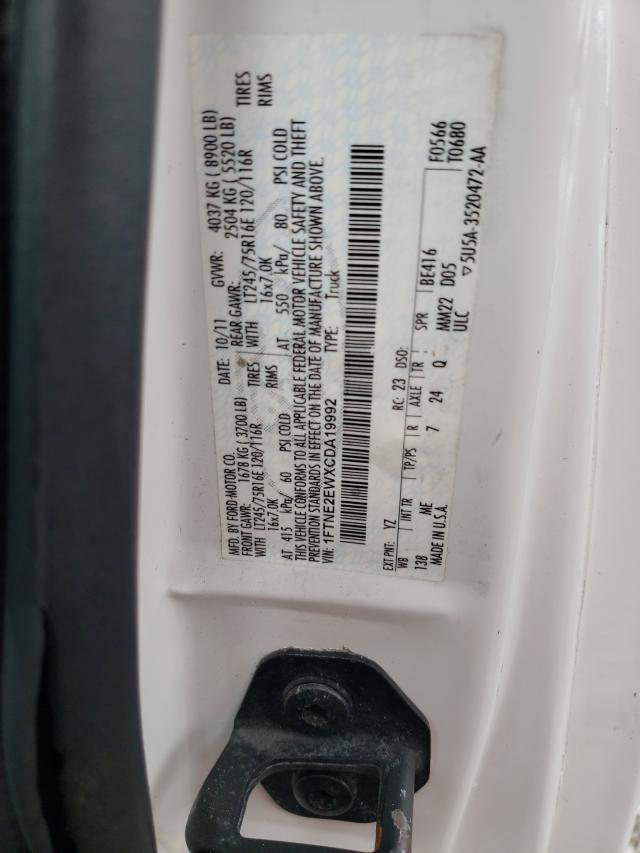 MFD. BY FORD MOTOR CO.
DATE: 10/11 GVWR: 4037 KG ( 8900 LB)
FRONT GAWR: 1678 KG ( 3700 LB) REAR GAWR: 2504 KG ( 5520 LB)
WITH LT245/75R16E 120/116R TIRES WITH LT245/75R16E 120/116R TIRES
16x7.0K RIMS 16x7.0K RIMS
AT 415 kPa/ 60 PSI COLD AT 550 kPa/ 80 PSI COLD
THIS VEHICLE CONFORMS TO ALL APPLICABLE FEDERAL MOTOR VEHICLE SAFETY AND THEFT
PREVENTION STANDARDS IN EFFECT ON THE DATE OF MANUFACTURE SHOWN ABOVE.
VIN: 1FTNE2EWXCDA19992 TYPE: Truck
F0566
T0680
EXT PNT: YZ RC: 23 DSO: BE416
WB INT TR TP/PS R AXLE TR SPR
138 ME 7 24 Q MM22 D05
MADE IN U.S.A. ULC
▽5U5A-3520472-AA